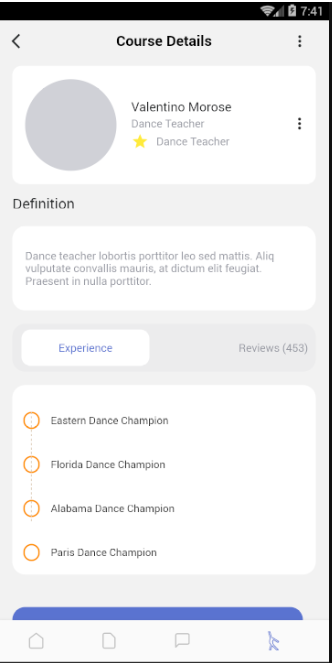 7:41
Course Details
Valentino Morose
Dance Teacher
Dance Teacher
Definition
Dance teacher lobortis porttitor leo sed mattis. Aliq
vulputate convallis mauris, at dictum elit feugiat.
Praesent in nulla porttitor.
Experience
Reviews (453)
Eastern Dance Champion
Florida Dance Champion
Alabama Dance Champion
Paris Dance Champion